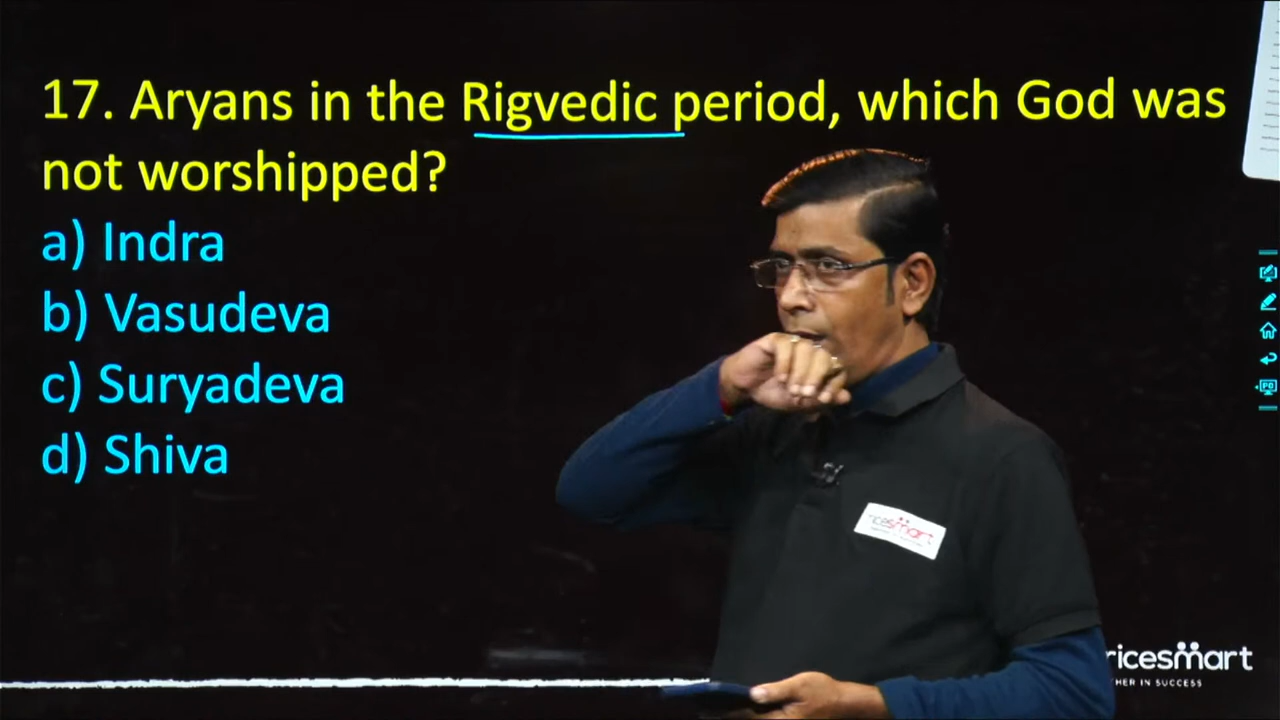 17. Aryans in the Rigvedic period, which God was
not worshipped?
a) Indra
b) Vasudeva
c) Suryadeva
d) Shiva
ricesmart
ricesmart
HER IN SUCCESS